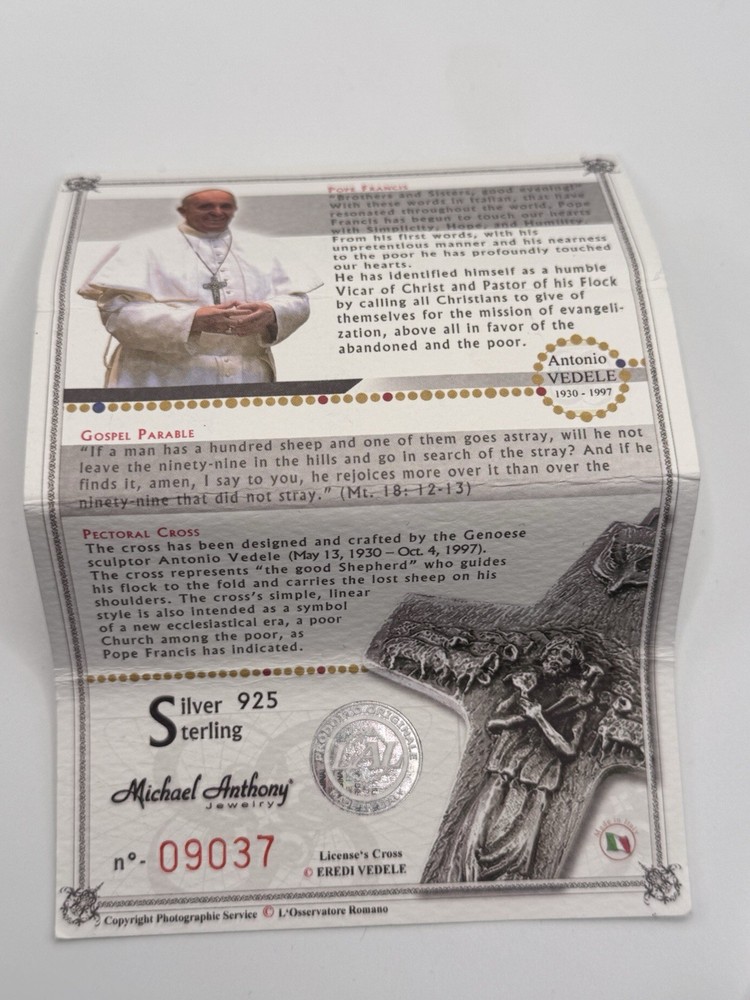 POPE FRANCIS
"Brothers and Sisters, good evening!"
With these words in Italian, that have
resonated throughout the world, Pope
Francis has begun to touch our hearts
with Simplicity, Hope, and Humility.
From his first words, with his
unpretentious manner and his nearness
to the poor he has profoundly touched
our hearts.
He has identified himself as a humble
Vicar of Christ and Pastor of his Flock
by calling all Christians to give of
themselves for the mission of evangeli-
zation, above all in favor of the
abandoned and the poor.
Antonio
VEDELE
1930 - 1997
GOSPEL PARABLE
"If a man has a hundred sheep and one of them goes astray, will he not
leave the ninety-nine in the hills and go in search of the stray? And if he
finds it, amen, I say to you, he rejoices more over it than over the
ninety-nine that did not stray." (Mt. 18: 12-13)
PECTORAL CROSS
The cross has been designed and crafted by the Genoese
sculptor Antonio Vedele (May 13, 1930 – Oct. 4, 1997).
The cross represents "the good Shepherd" who guides
his flock to the fold and carries the lost sheep on his
shoulders. The cross's simple, linear
style is also intended as a symbol
of a new ecclesiastical era, a poor
Church among the poor, as
Pope Francis has indicated.
Silver 925
Sterling
PRODOTTO ORIGINALE
Michael Anthony®
Jewelry
nº- 09037
License's Cross
© EREDI VEDELE
Made in Italy
Copyright Photographic Service © L'Osservatore Romano